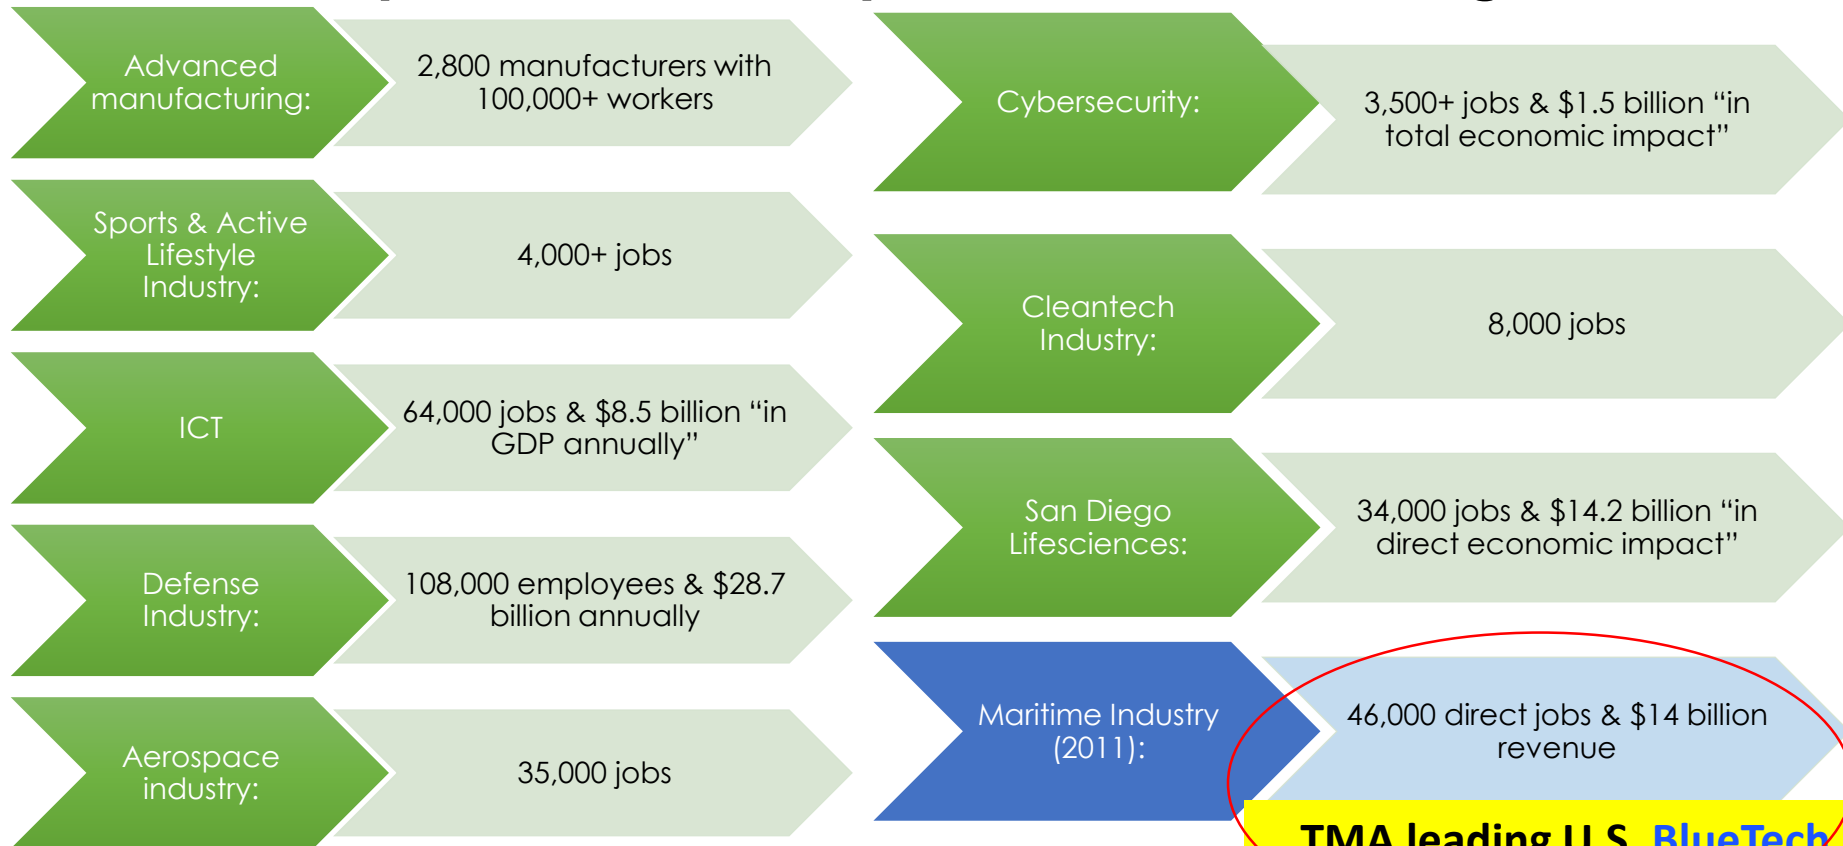 Advanced
manufacturing:
2,800 manufacturers with
100,000+ workers
Sports & Active
Lifestyle
Industry:
4,000+ jobs
ICT
64,000 jobs & $8.5 billion “in
GDP annually”
Defense
Industry:
108,000 employees & $28.7
billion annually
Aerospace
industry:
35,000 jobs
Cybersecurity:
3,500+ jobs & $1.5 billion “in
total economic impact”
Cleantech
Industry:
8,000 jobs
San Diego
Lifesciences:
34,000 jobs & $14.2 billion “in
direct economic impact”
Maritime Industry
(2011):
46,000 direct jobs & $14 billion
revenue
TMA leading U.S. BlueTech